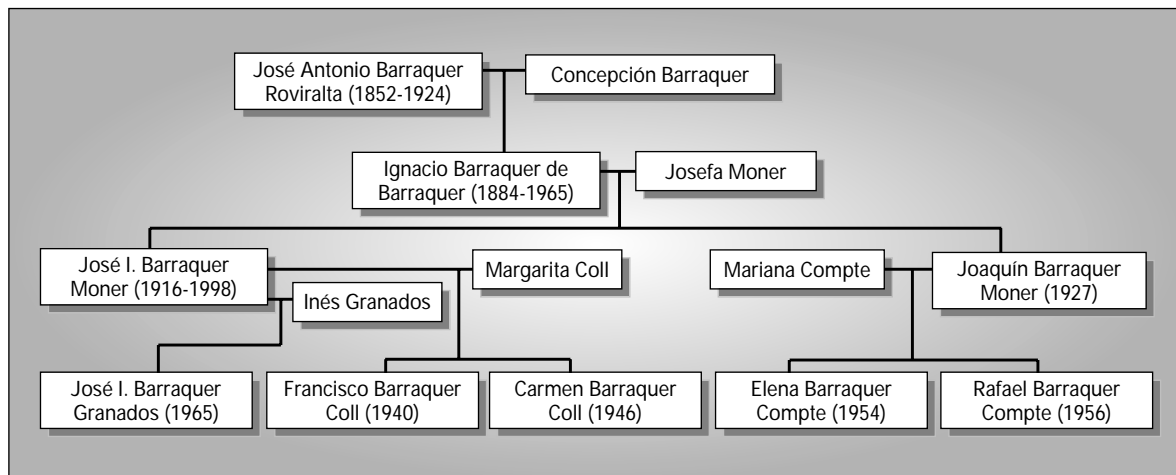 José Antonio Barraquer
Roviralta (1852-1924)
Concepción Barraquer
Ignacio Barraquer de
Barraquer (1884-1965)
Josefa Moner
José I. Barraquer
Moner (1916-1998)
Inés Granados
Margarita Coll
Mariana Compte
Joaquín Barraquer
Moner (1927)
José I. Barraquer
Granados (1965)
Francisco Barraquer
Coll (1940)
Carmen Barraquer
Coll (1946)
Elena Barraquer
Compte (1954)
Rafael Barraquer
Compte (1956)